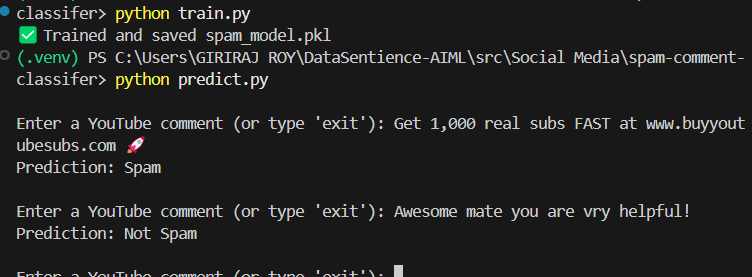 classifer> python train.py
✅ Trained and saved spam_model.pkl
(.venv) PS C:\Users\GIRIRAJ ROY\DataSentience-AIML\src\Social Media\spam-comment-
classifer> python predict.py
Enter a YouTube comment (or type 'exit'): Get 1,000 real subs FAST at www.buyyout
ubesubs.com 🚀
Prediction: Spam
Enter a YouTube comment (or type 'exit'): Awesome mate you are vry helpful!
Prediction: Not Spam
Enter a YouTube comment (or type 'exit'):